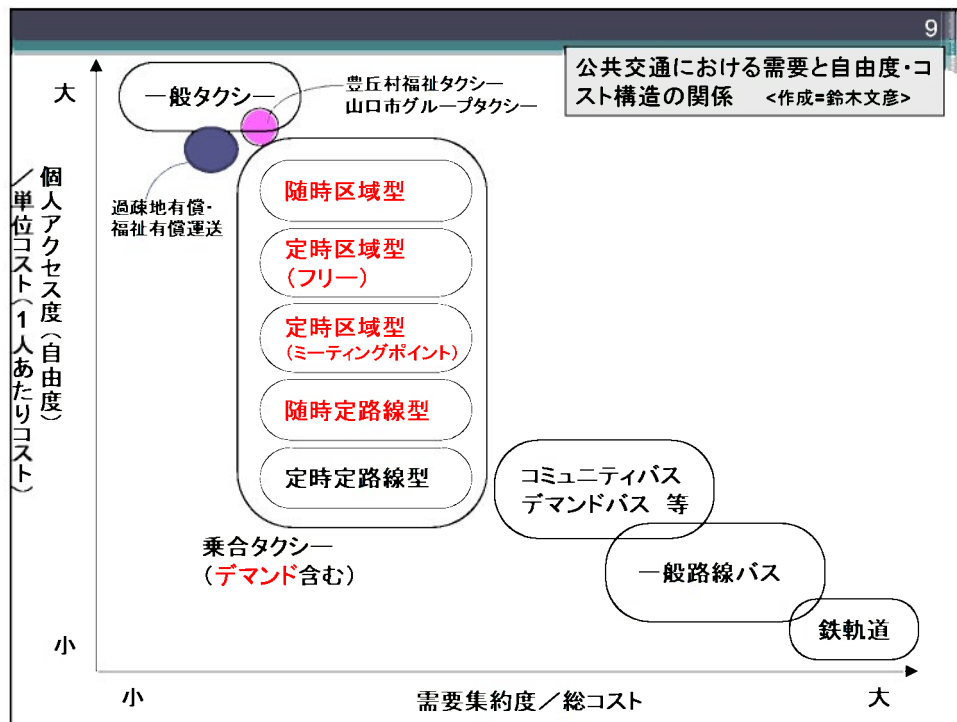 9
公共交通における需要と自由度・コ
スト構造の関係　<作成=鈴木文彦>
大
一般タクシー
豊丘村福祉タクシー
山口市グループタクシー
過疎地有償・
福祉有償運送
個人アクセス度（自由度）
／単位コスト（1人あたりコスト）
随時区域型
定時区域型
（フリー）
定時区域型
（ミーティングポイント）
随時定路線型
定時定路線型
乗合タクシー
（デマンド含む）
コミュニティバス
デマンドバス 等
一般路線バス
鉄軌道
小
小
需要集約度／総コスト
大